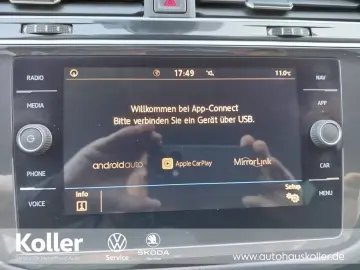 17:49
11.0°C
RADIO
NAV
MEDIA
APP
Willkommen bei App-Connect
Bitte verbinden Sie ein Gerät über USB.
androidauto
Apple CarPlay
MirrorLink
PHONE
CAR
VOICE
MENU
Info
Setup
Koller
Service
ŠKODA
www.autohauskoller.de